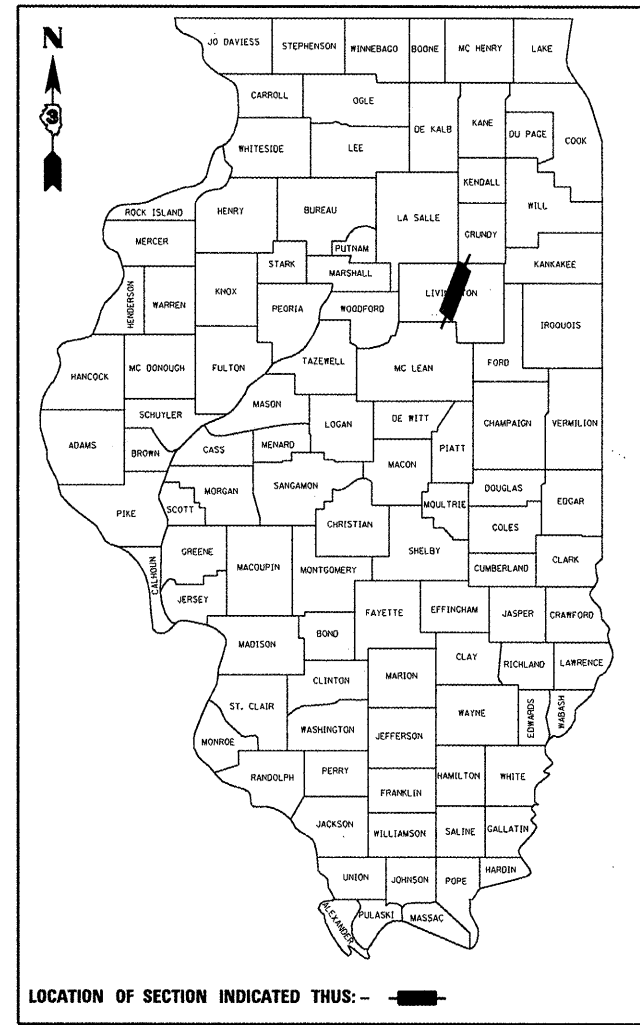 N
3
JO DAVIESS STEPHENSON WINNEBAGO BOONE MC HENRY LAKE
CARROLL OGLE DE KALB KANE DU PAGE COOK
WHITESIDE LEE
KENDALL
ROCK ISLAND HENRY BUREAU LA SALLE WILL
MERCER PUTNAM GRUNDY
STARK MARSHALL KANKAKEE
HENDERSON WARREN KNOX PEORIA WOODFORD LIVINGTON IROQUOIS
HANCOCK MC DONOUGH FULTON TAZEWELL MC LEAN FORD
SCHUYLER MASON
ADAMS BROWN CASS MENARD LOGAN DE WITT PIATT CHAMPAIGN VERMILION
MACON
PIKE SCOTT MORGAN SANGAMON CHRISTIAN MOULTRIE DOUGLAS EDGAR
COLES
CALHOUN GREENE MACOUPIN MONTGOMERY SHELBY CUMBERLAND CLARK
JERSEY FAYETTE EFFINGHAM JASPER CRAWFORD
MADISON BOND
CLAY RICHLAND LAWRENCE
CLINTON MARION
ST. CLAIR WAYNE EDWARDS WABASH
MONROE WASHINGTON JEFFERSON
RANDOLPH PERRY HAMILTON WHITE
FRANKLIN
JACKSON WILLIAMSON SALINE GALLATIN
UNION JOHNSON POPE HARDIN
ALEXANDER PULASKI MASSAC
LOCATION OF SECTION INDICATED THUS: –